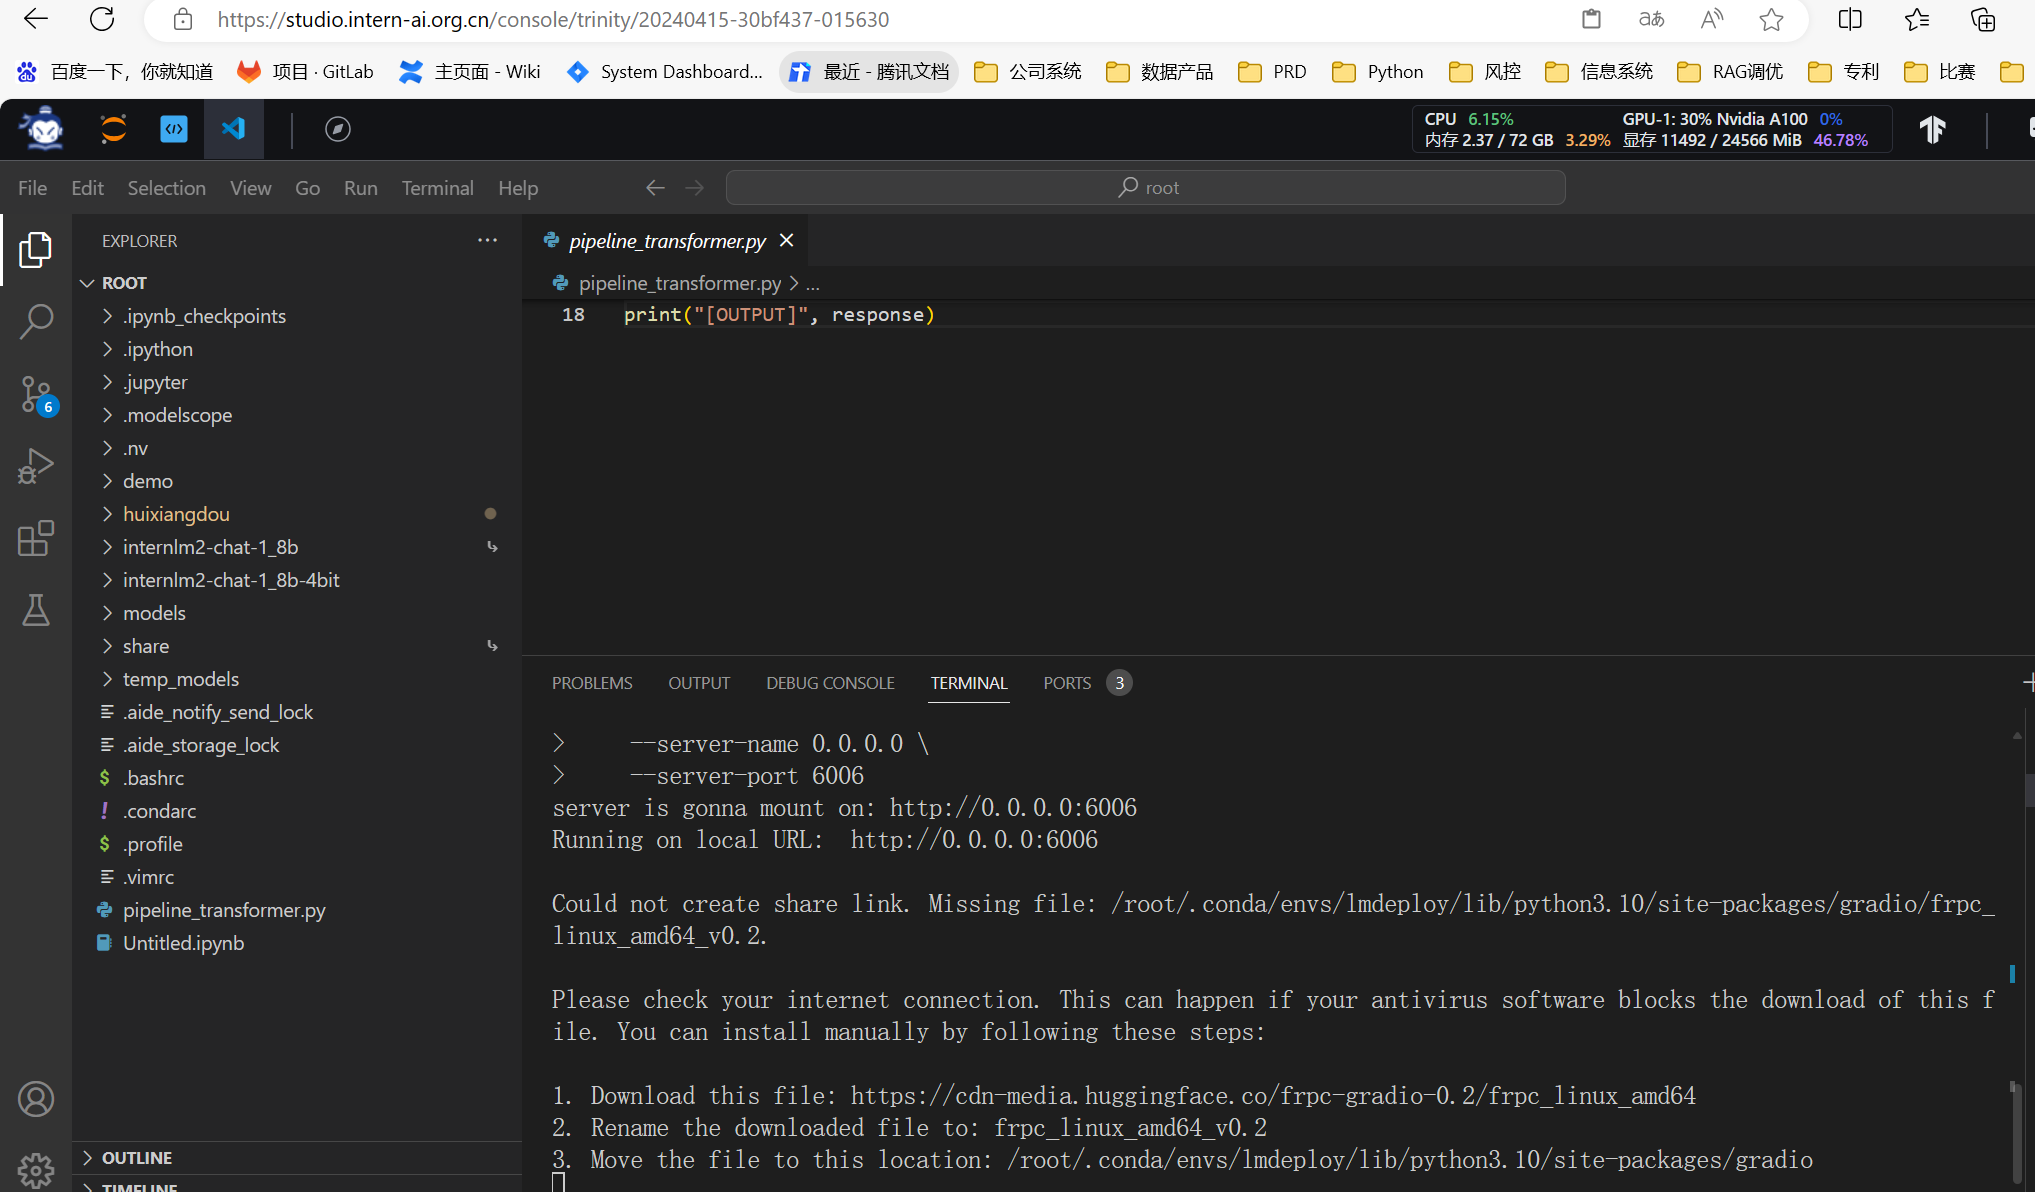 https://studio.intern-ai.org.cn/console/trinity/20240415-30bf437-015630
百度一下，你就知道 项目 · GitLab 主页面 - Wiki System Dashboard... 最近 - 腾讯文档 公司系统 数据产品 PRD Python 风控 信息系统 RAG调优 专利 比赛
CPU 6.15% GPU-1: 30% Nvidia A100 0%
内存 2.37 / 72 GB 3.29% 显存 11492 / 24566 MiB 46.78%
File Edit Selection View Go Run Terminal Help root
EXPLORER
ROOT
.ipynb_checkpoints
.ipython
.jupyter
.modelscope
.nv
demo
huixiangdou
internlm2-chat-1_8b
internlm2-chat-1_8b-4bit
models
share
temp_models
.aide_notify_send_lock
.aide_storage_lock
.bashrc
.condarc
.profile
.vimrc
pipeline_transformer.py
Untitled.ipynb
OUTLINE
TIMELINE
6
pipeline_transformer.py
pipeline_transformer.py > ...
18 print("[OUTPUT]", response)
PROBLEMS OUTPUT DEBUG CONSOLE TERMINAL PORTS 3
> --server-name 0.0.0.0 \
> --server-port 6006
server is gonna mount on: http://0.0.0.0:6006
Running on local URL: http://0.0.0.0:6006
Could not create share link. Missing file: /root/.conda/envs/lmdeploy/lib/python3.10/site-packages/gradio/frpc_
linux_amd64_v0.2.
Please check your internet connection. This can happen if your antivirus software blocks the download of this f
ile. You can install manually by following these steps:
1. Download this file: https://cdn-media.huggingface.co/frpc-gradio-0.2/frpc_linux_amd64
2. Rename the downloaded file to: frpc_linux_amd64_v0.2
3. Move the file to this location: /root/.conda/envs/lmdeploy/lib/python3.10/site-packages/gradio